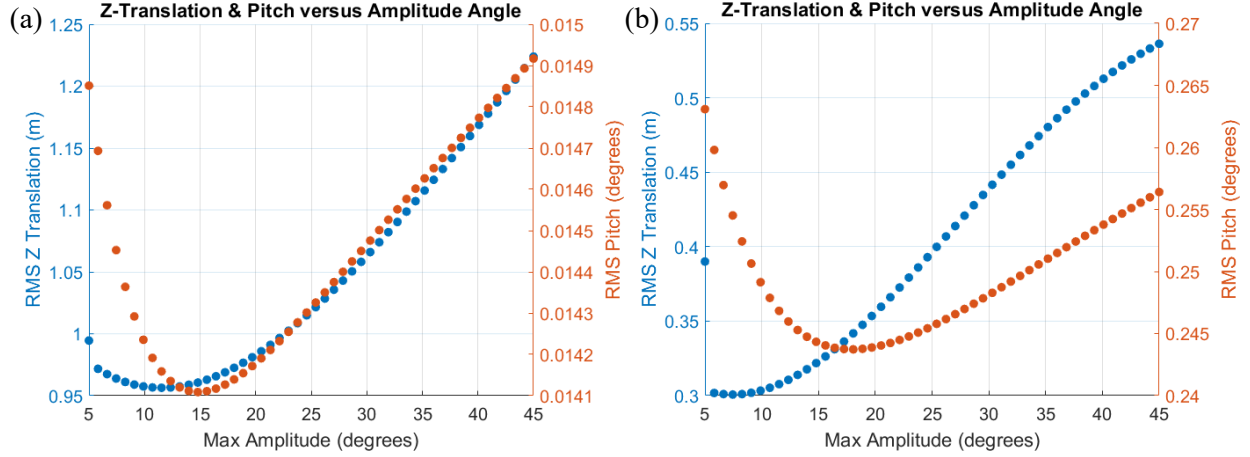 (a)
Z-Translation & Pitch versus Amplitude Angle
1.25
1.2
1.15
1.1
1.05
1
0.95
RMS Z Translation (m)
0.015
0.0149
0.0148
0.0147
0.0146
0.0145
0.0144
0.0143
0.0142
0.0141
RMS Pitch (degrees)
5 10 15 20 25 30 35 40 45
Max Amplitude (degrees)
(b)
Z-Translation & Pitch versus Amplitude Angle
0.55
0.5
0.45
0.4
0.35
0.3
RMS Z Translation (m)
0.27
0.265
0.26
0.255
0.25
0.245
0.24
RMS Pitch (degrees)
5 10 15 20 25 30 35 40 45
Max Amplitude (degrees)